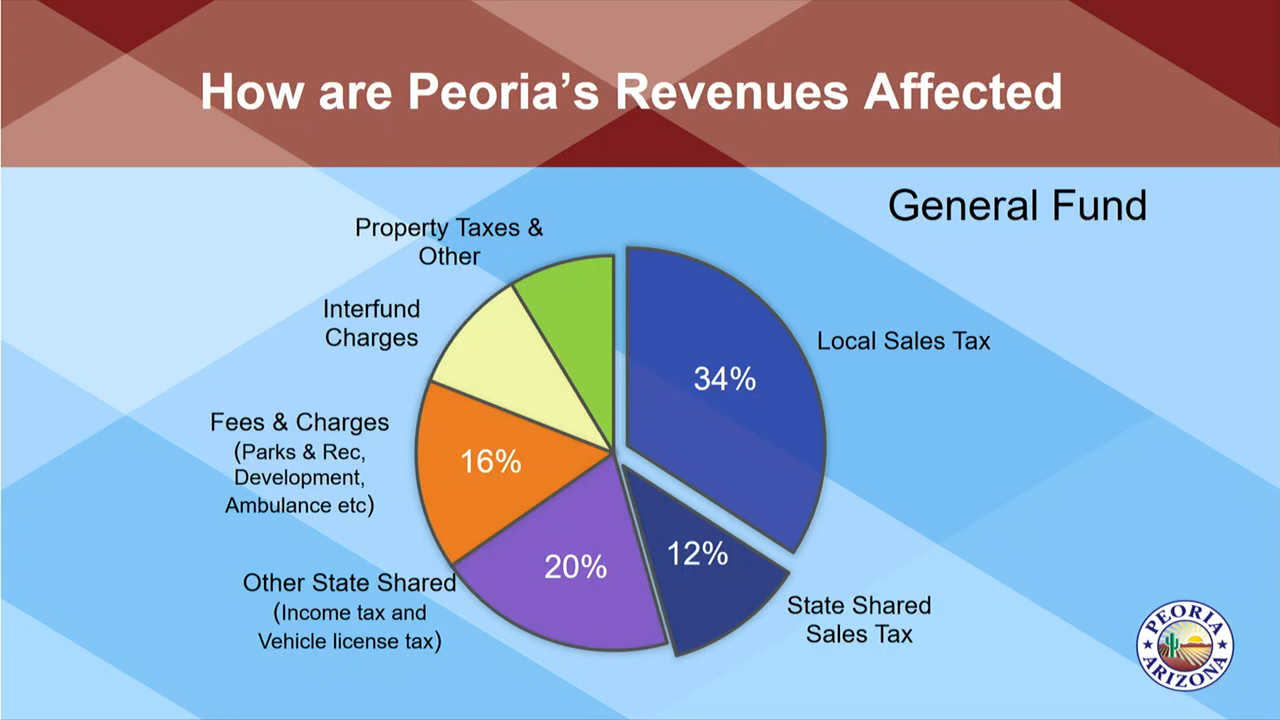 How are Peoria's Revenues Affected
General Fund
Property Taxes &
Other
Interfund
Charges
Local Sales Tax
34%
Fees & Charges
(Parks & Rec,
Development,
Ambulance etc)
16%
12%
20%
Other State Shared
(Income tax and
Vehicle license tax)
State Shared
Sales Tax
PEORIA
ARIZONA